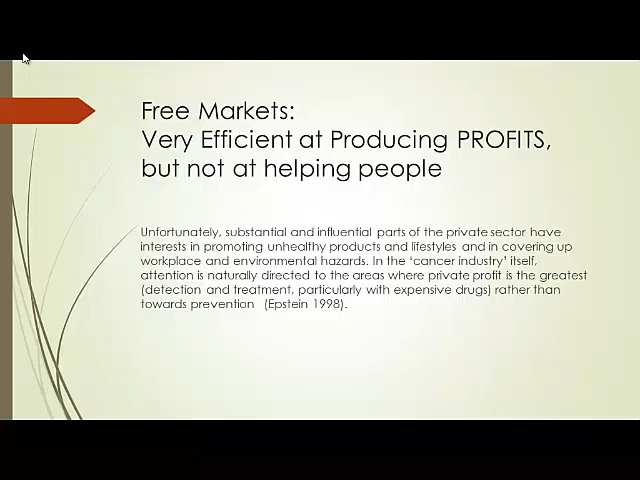 Free Markets:
Very Efficient at Producing PROFITS,
but not at helping people
Unfortunately, substantial and influential parts of the private sector have
interests in promoting unhealthy products and lifestyles and in covering up
workplace and environmental hazards. In the ‘cancer industry’ itself,
attention is naturally directed to the areas where private profit is the greatest
(detection and treatment, particularly with expensive drugs) rather than
towards prevention (Epstein 1998).